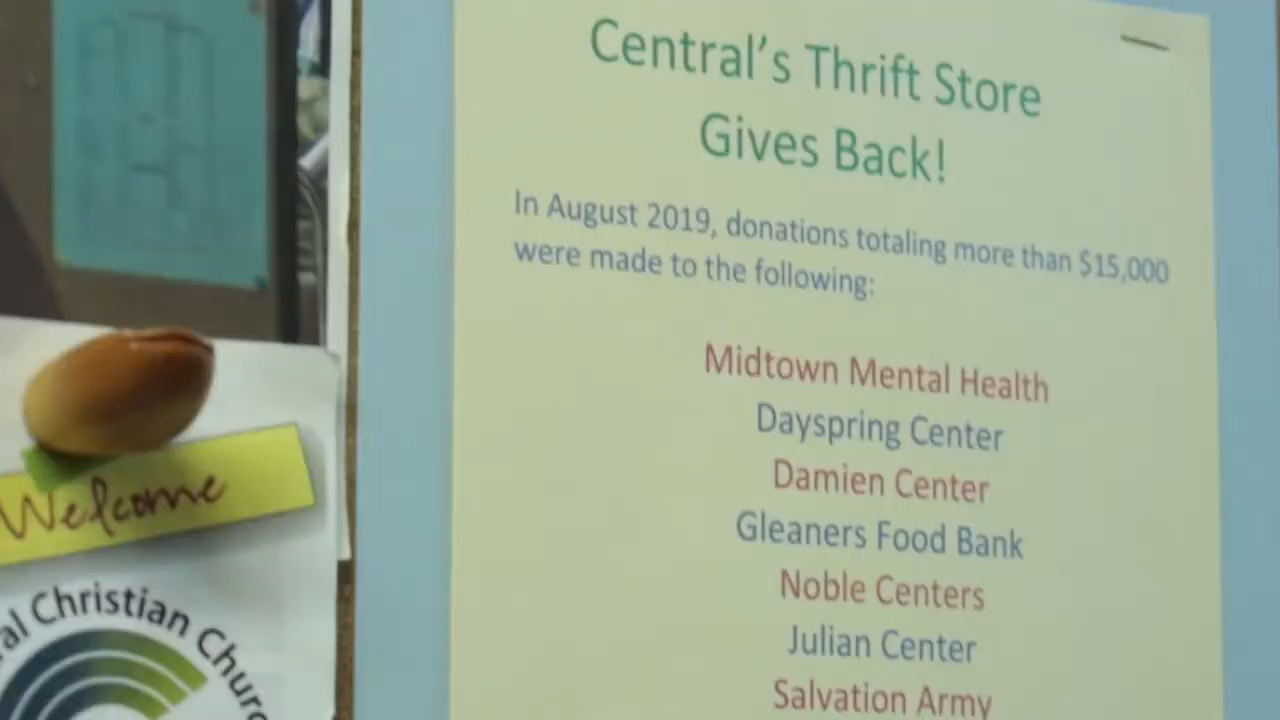 Central's Thrift Store
Gives Back!
In August 2019, donations totaling more than $15,000
were made to the following:
Midtown Mental Health
Dayspring Center
Damien Center
Gleaners Food Bank
Noble Centers
Julian Center
Salvation Army
Welcome
ral Christian Churc